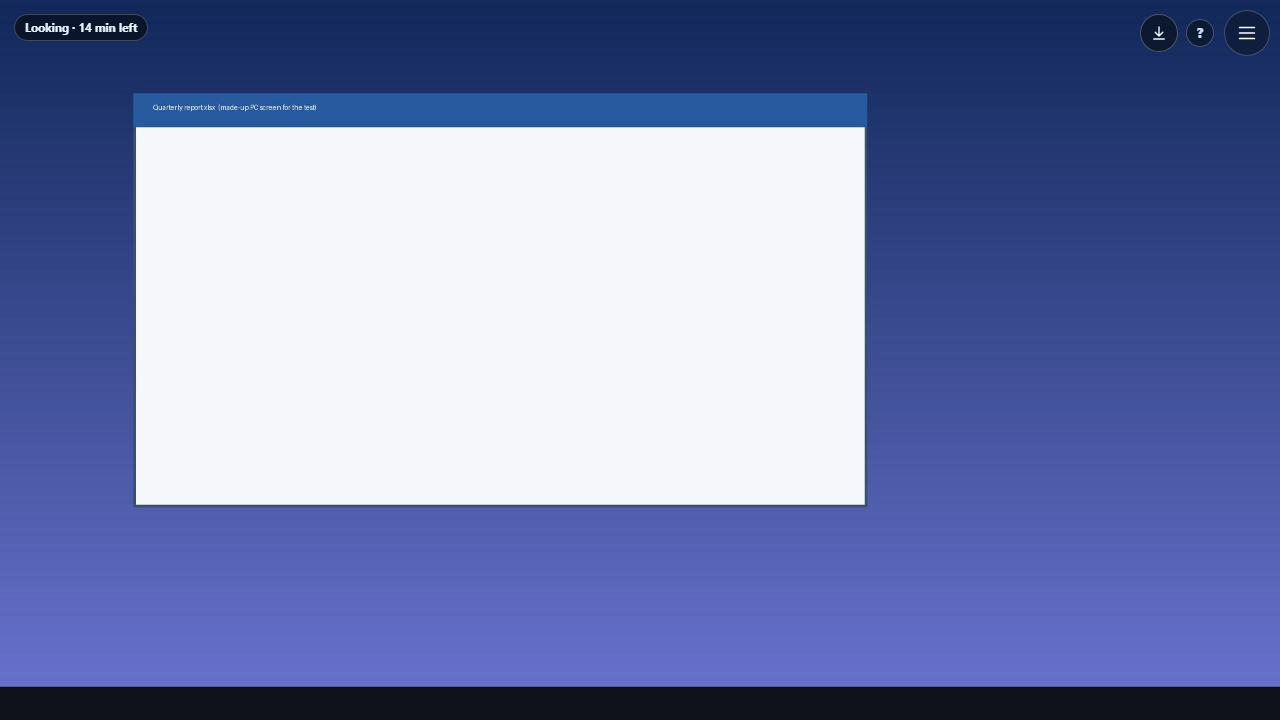 Looking · 14 min left
?
Quarterly report.xlsx (made-up PC screen for the test)